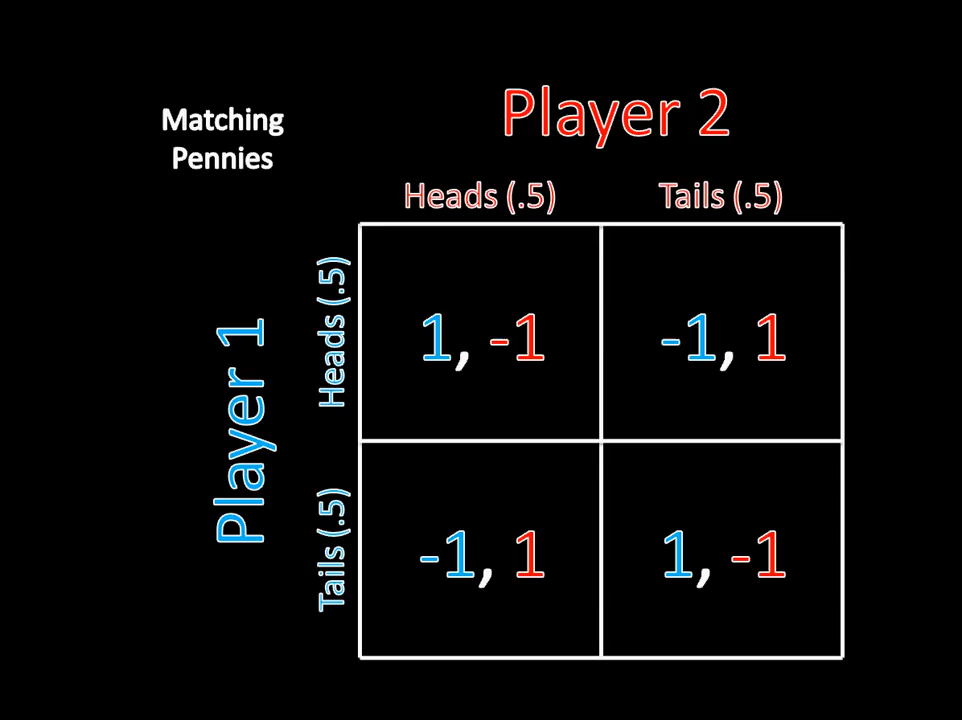 Matching
Pennies
Player 2
Heads (.5)
Tails (.5)
Player 1
Heads (.5)
1, -1
-1, 1
Tails (.5)
-1, 1
1, -1